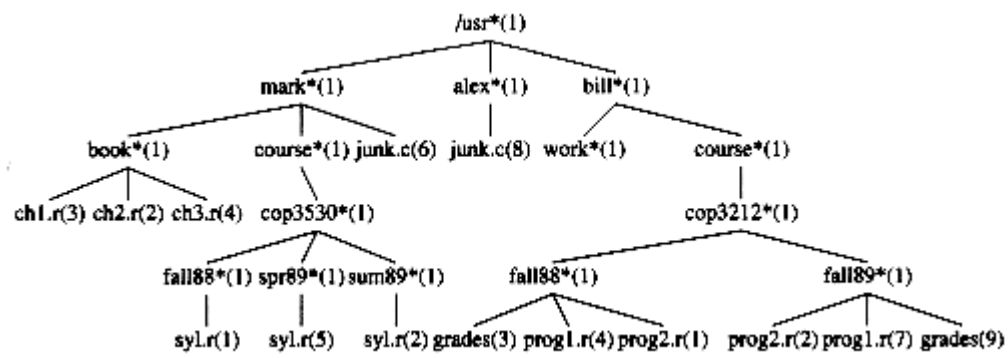 /usr*(1)
mark*(1) alex*(1) bill*(1)
book*(1) course*(1) junk.c(6) junk.c(8) work*(1) course*(1)
ch1.r(3) ch2.r(2) ch3.r(4) cop3530*(1) cop3212*(1)
fall88*(1) spr89*(1) sum89*(1) fall88*(1) fall89*(1)
syl.r(1) syl.r(5) syl.r(2) grades(3) prog1.r(4) prog2.r(1) prog2.r(2) prog1.r(7) grades(9)